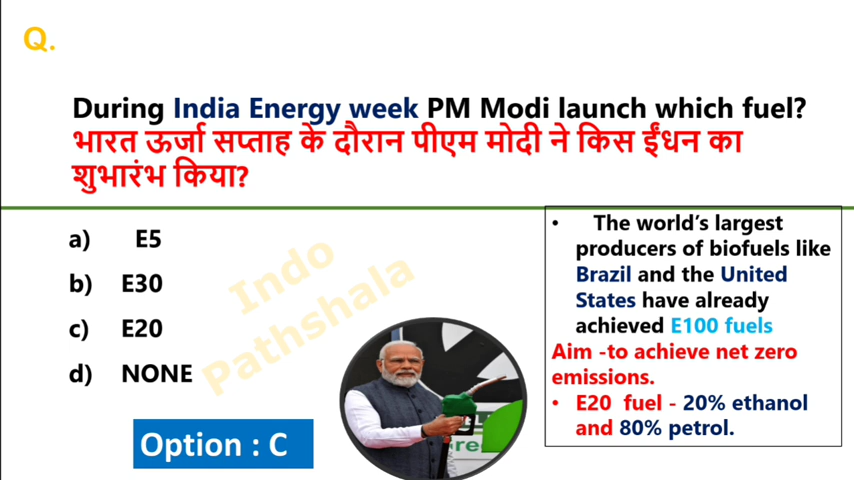 Q.
During India Energy week PM Modi launch which fuel?
भारत ऊर्जा सप्ताह के दौरान पीएम मोदी ने किस ईंधन का
शुभारंभ किया?
a) E5
b) E30
c) E20
d) NONE
Indo
Pathshala
Option : C
• The world's largest
producers of biofuels like
Brazil and the United
States have already
achieved E100 fuels
Aim -to achieve net zero
emissions.
• E20 fuel - 20% ethanol
and 80% petrol.